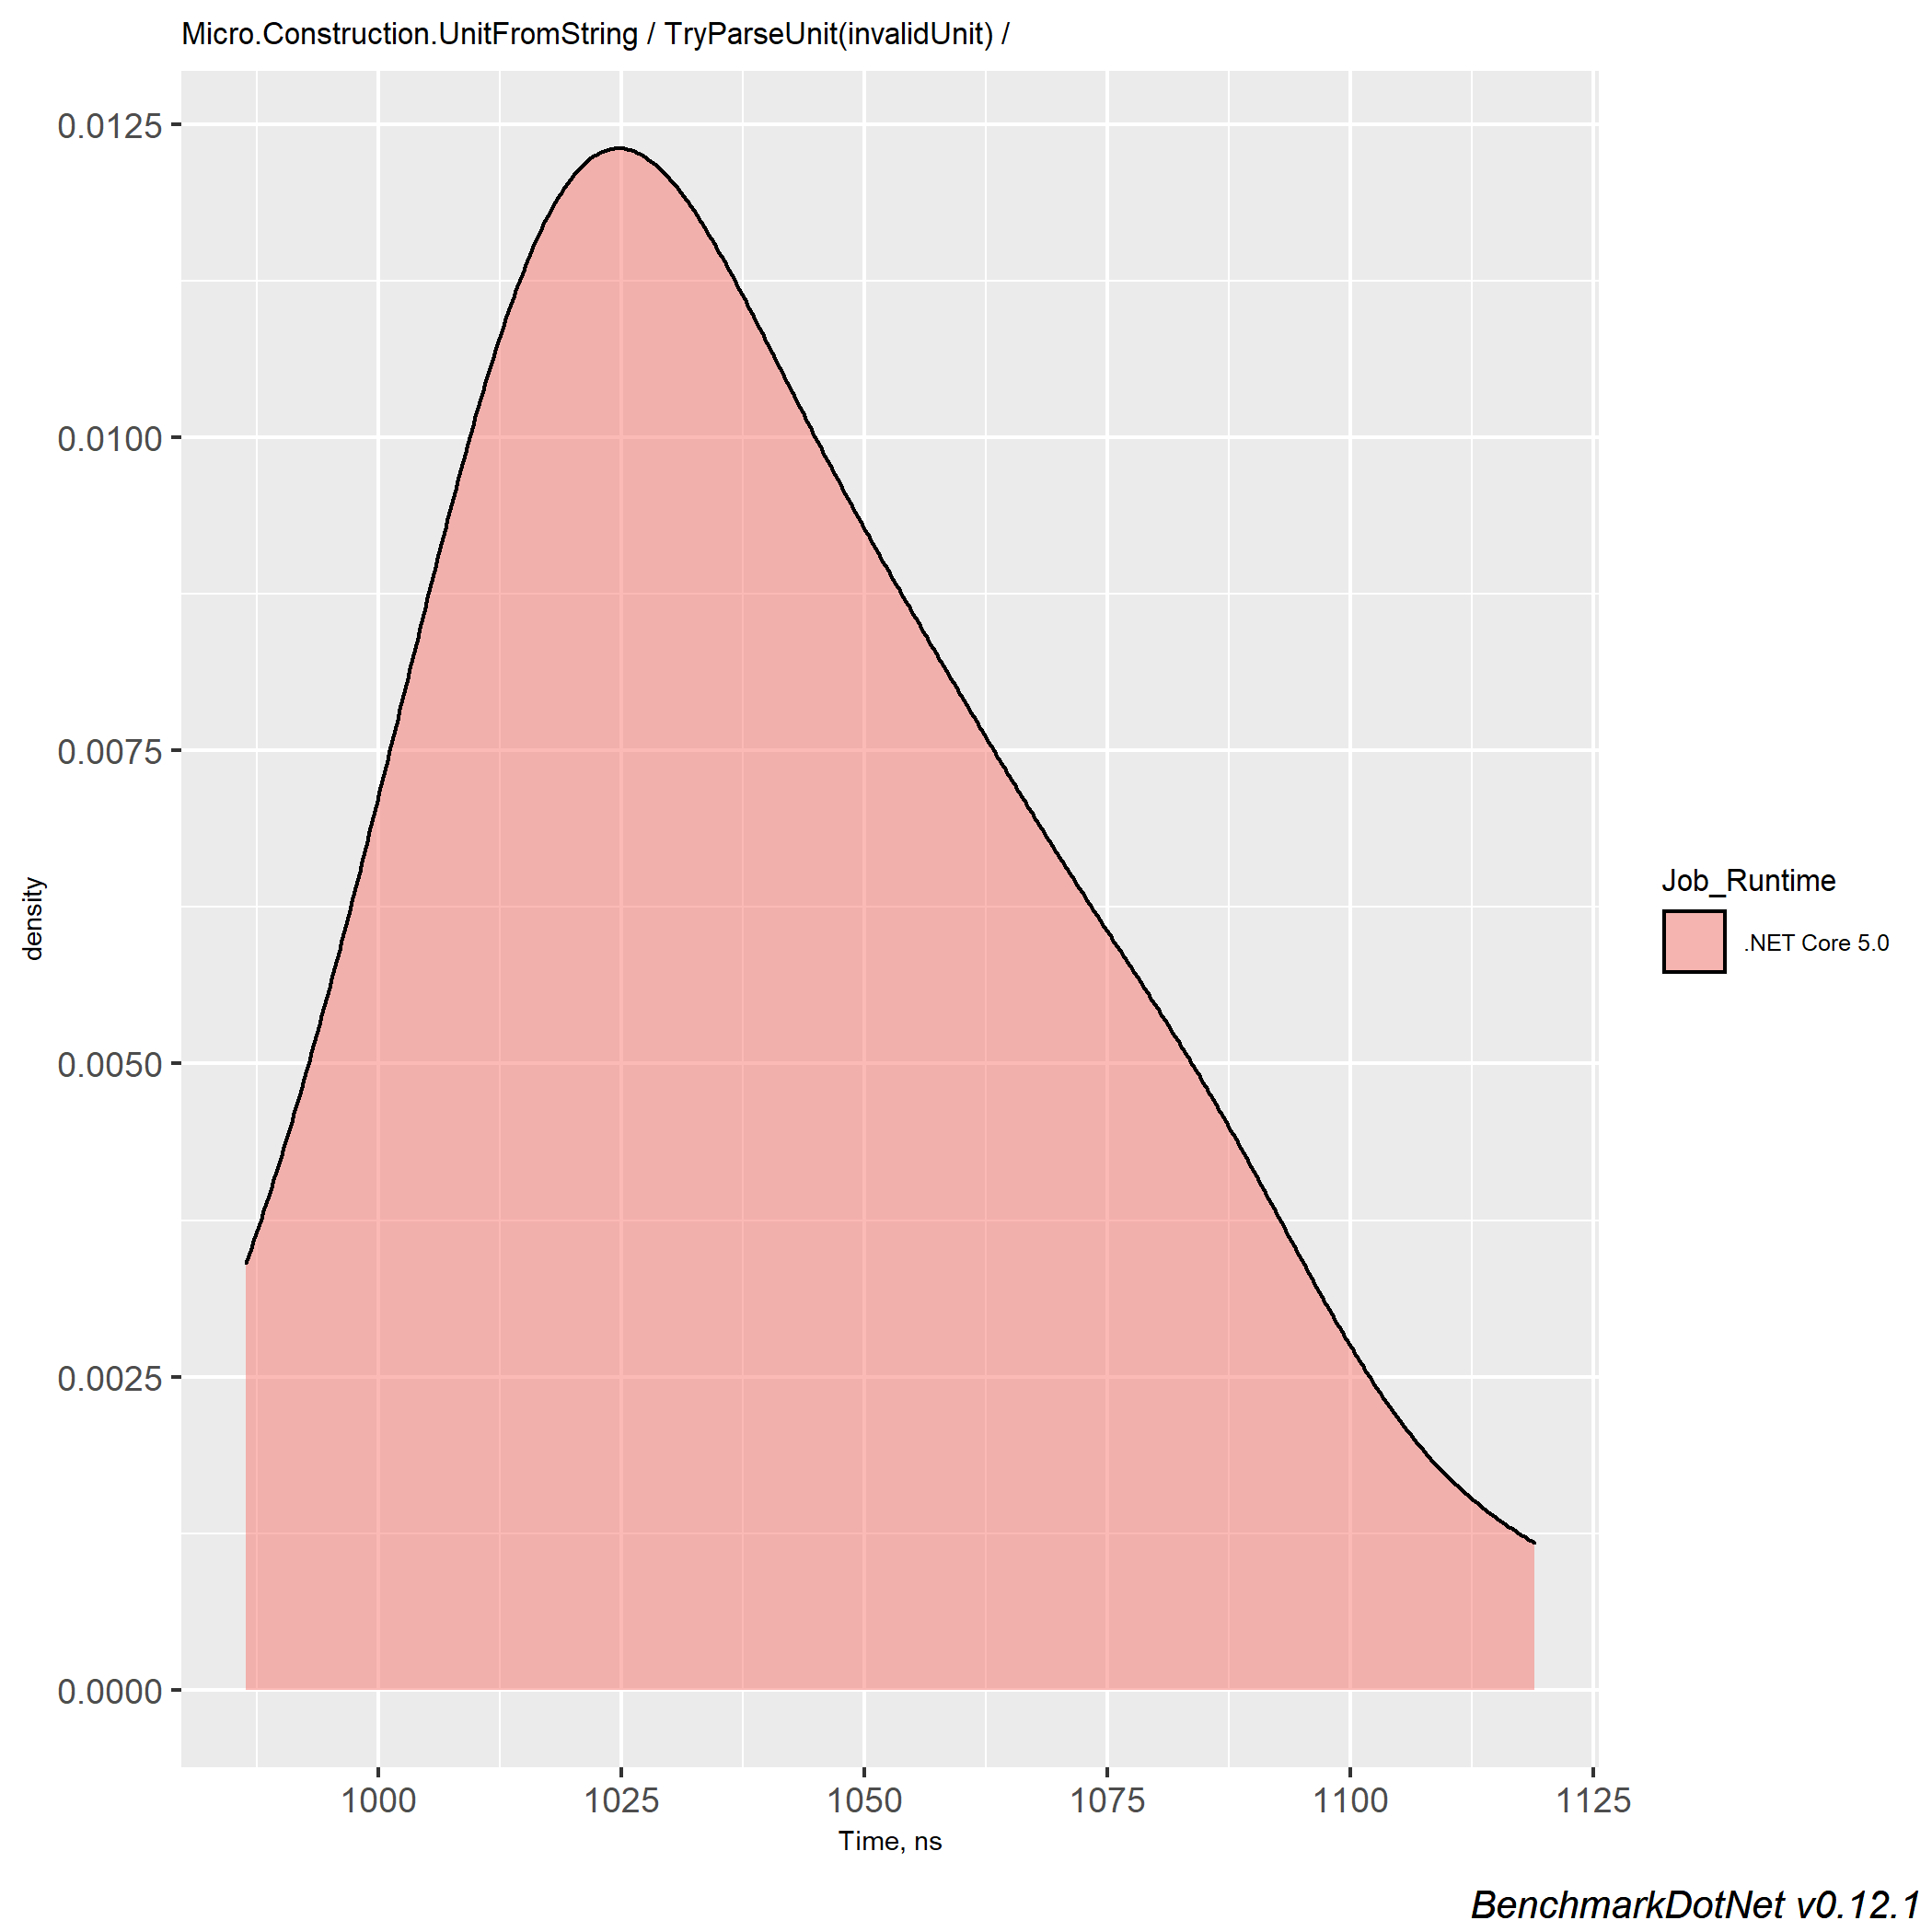 Micro.Construction.UnitFromString / TryParseUnit(invalidUnit) /
0.0125
0.0100
0.0075
0.0050
0.0025
0.0000
density
1000 1025 1050 1075 1100 1125
Time, ns
Job_Runtime
.NET Core 5.0
BenchmarkDotNet v0.12.1